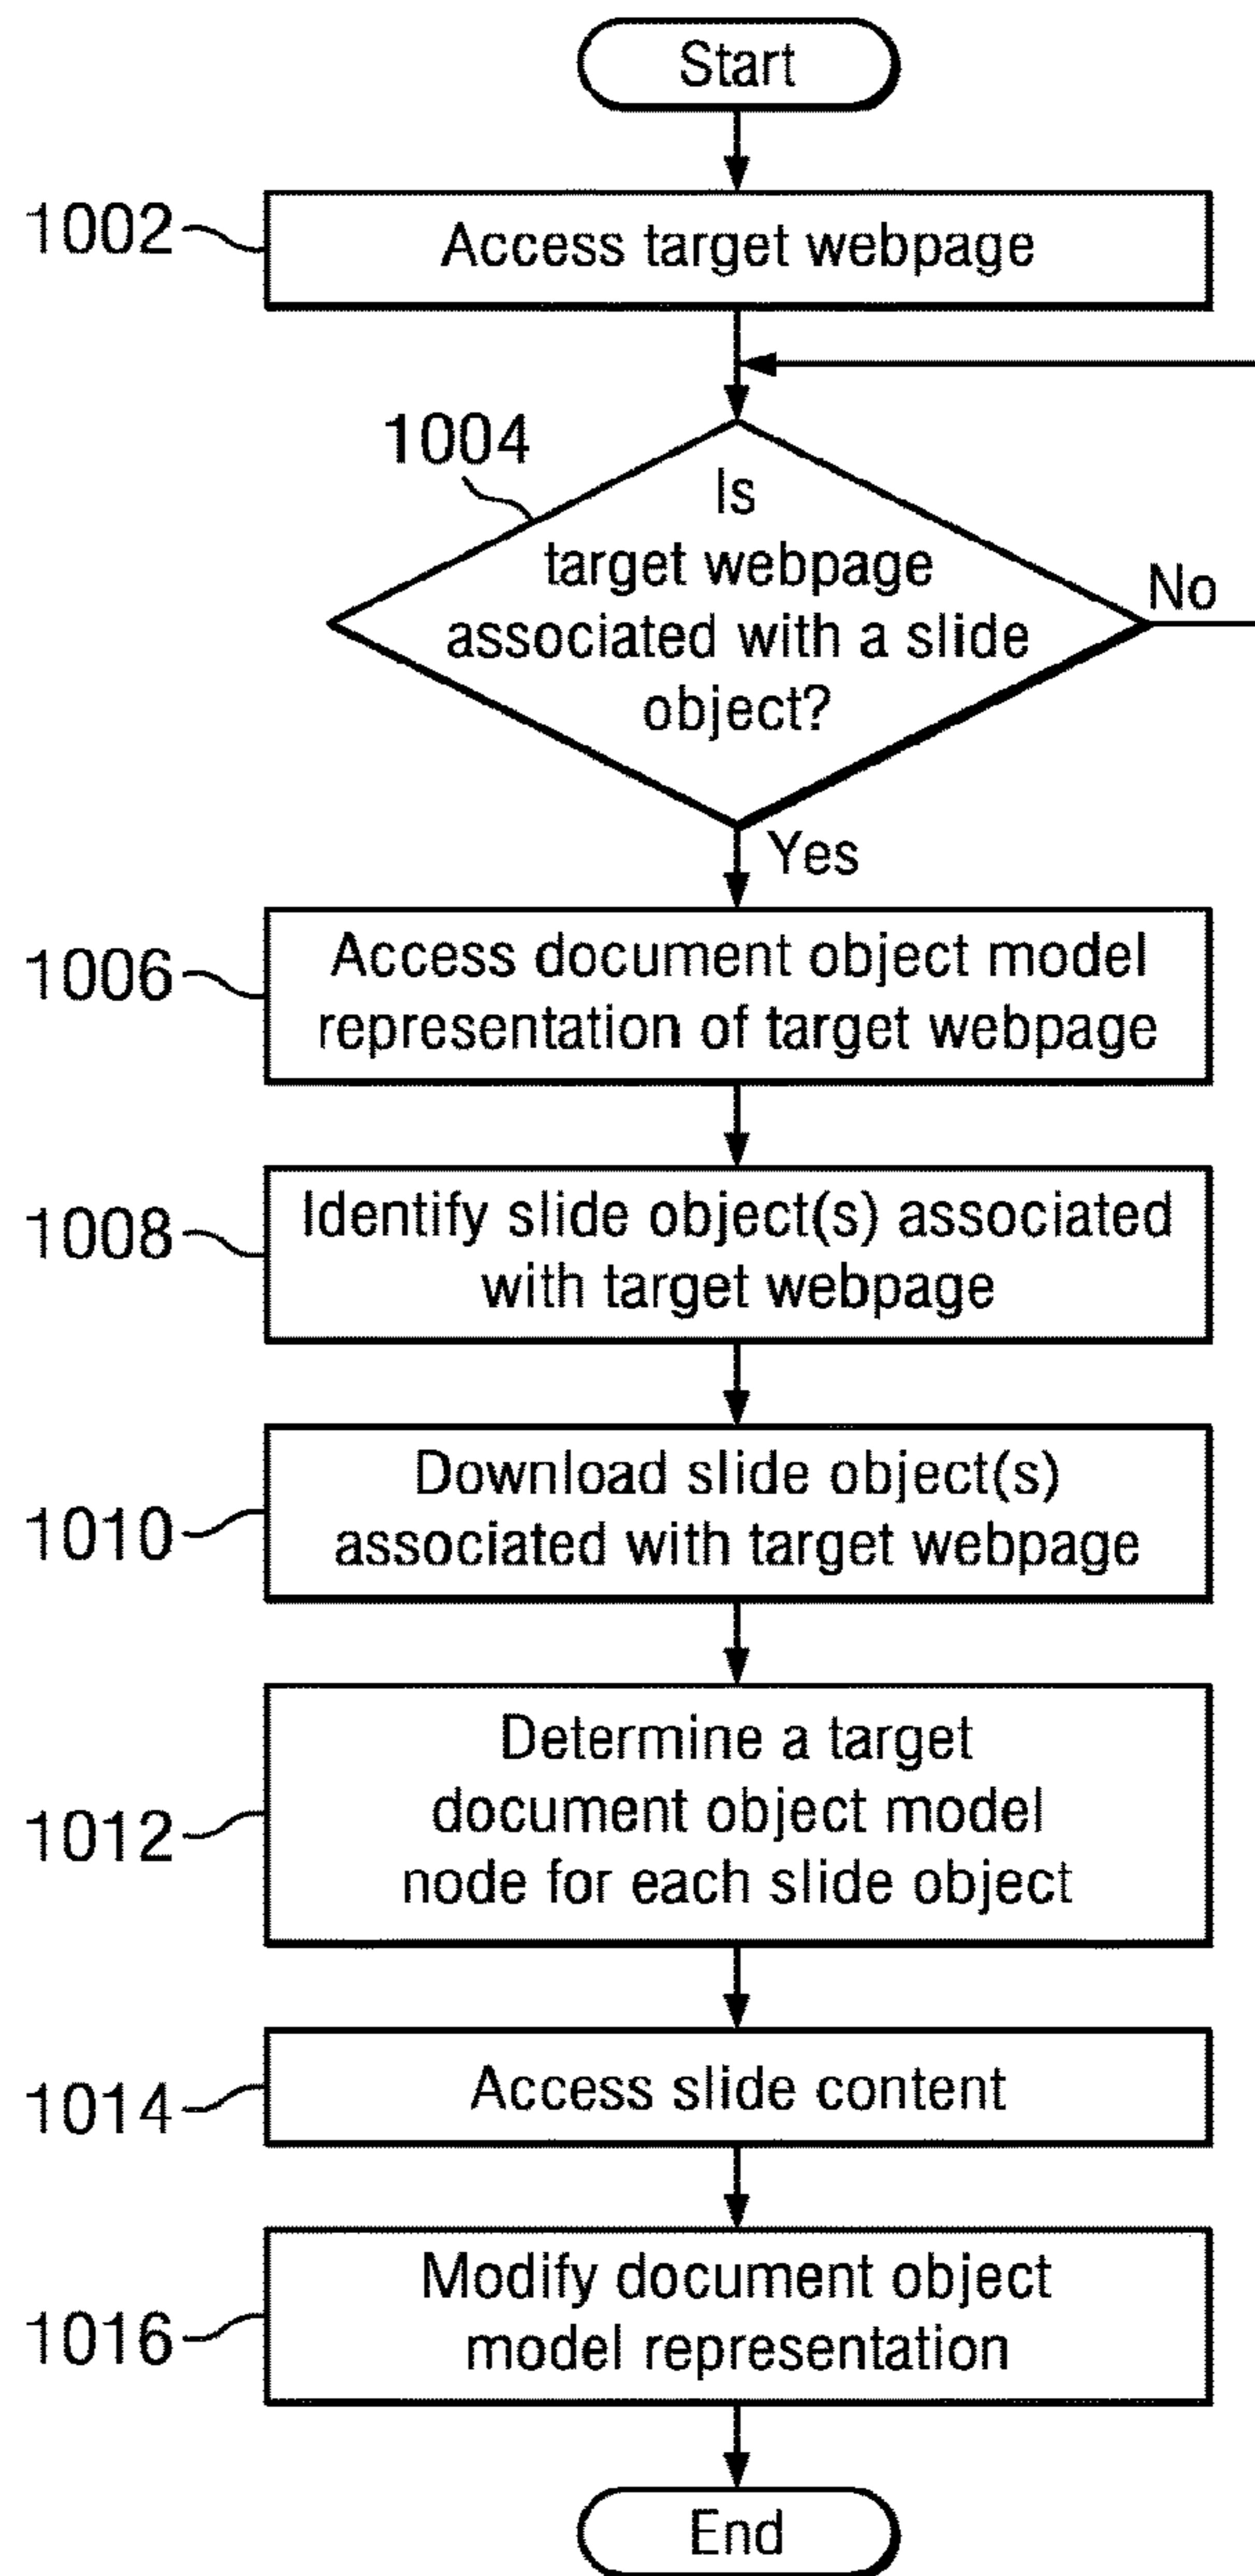 Start
1002
Access target webpage
1004
Is
target webpage
associated with a slide
object?
No
Yes
1006
Access document object model
representation of target webpage
1008
Identify slide object(s) associated
with target webpage
1010
Download slide object(s)
associated with target webpage
1012
Determine a target
document object model
node for each slide object
1014
Access slide content
1016
Modify document object
model representation
End